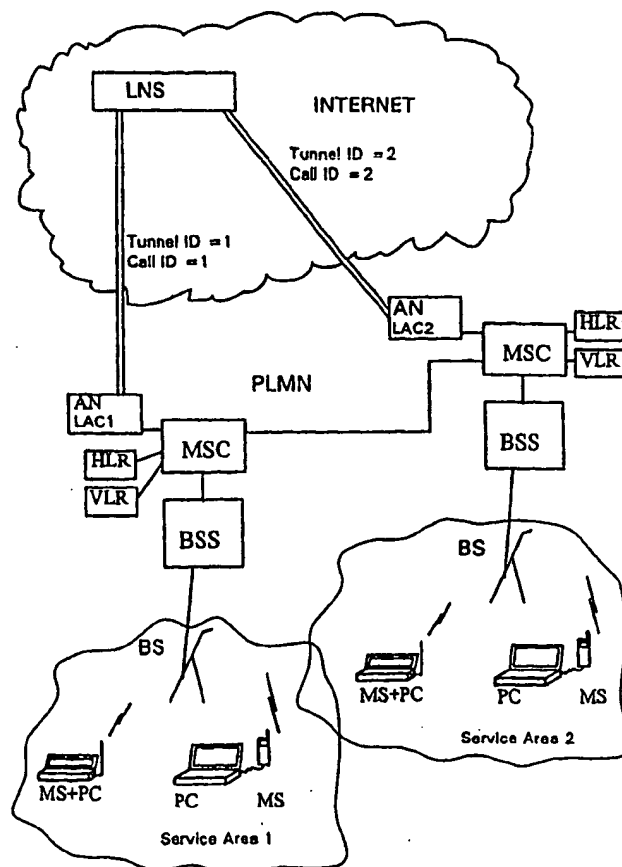 LNS
INTERNET
Tunnel ID = 2
Call ID = 2
Tunnel ID = 1
Call ID = 1
AN
LAC2
HLR
MSC
VLR
PLMN
AN
LAC1
MSC
HLR
VLR
BSS
BSS
BS
MS+PC
PC
MS
Service Area 2
BS
MS+PC
PC
MS
Service Area 1